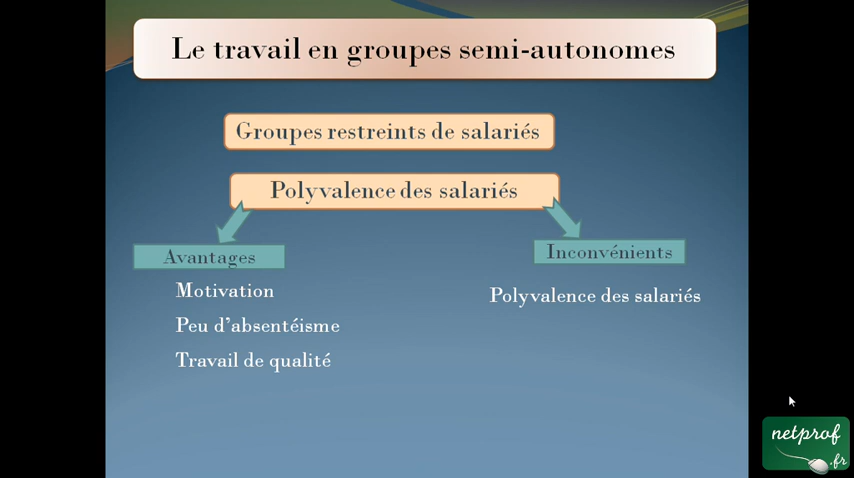 Le travail en groupes semi-autonomes
Groupes restreints de salariés
Polyvalence des salariés
Avantages
Inconvénients
Motivation
Polyvalence des salariés
Peu d'absentéisme
Travail de qualité
netprof
.fr